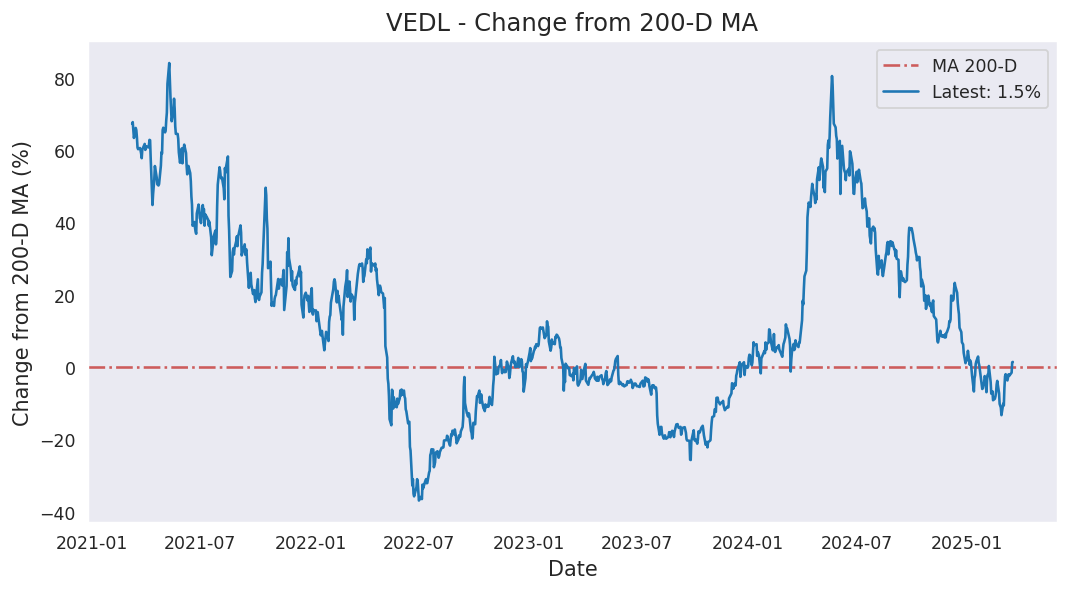 VEDL - Change from 200-D MA
MA 200-D
Latest: 1.5%
Change from 200-D MA (%)
80
60
40
20
0
−20
−40
2021-01 2021-07 2022-01 2022-07 2023-01 2023-07 2024-01 2024-07 2025-01
Date